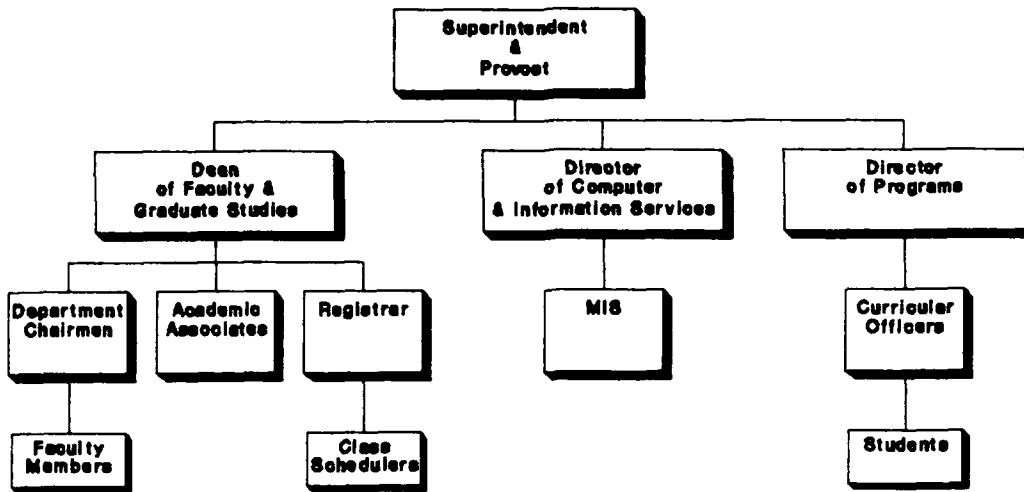 Superintendent
&
Provost
Dean
of Faculty &
Graduate Studies
Director
of Computer
& Information Services
Director
of Programs
Department
Chairmen
Academic
Associates
Registrar
MIS
Curricular
Officers
Faculty
Members
Class
Schedulers
Students